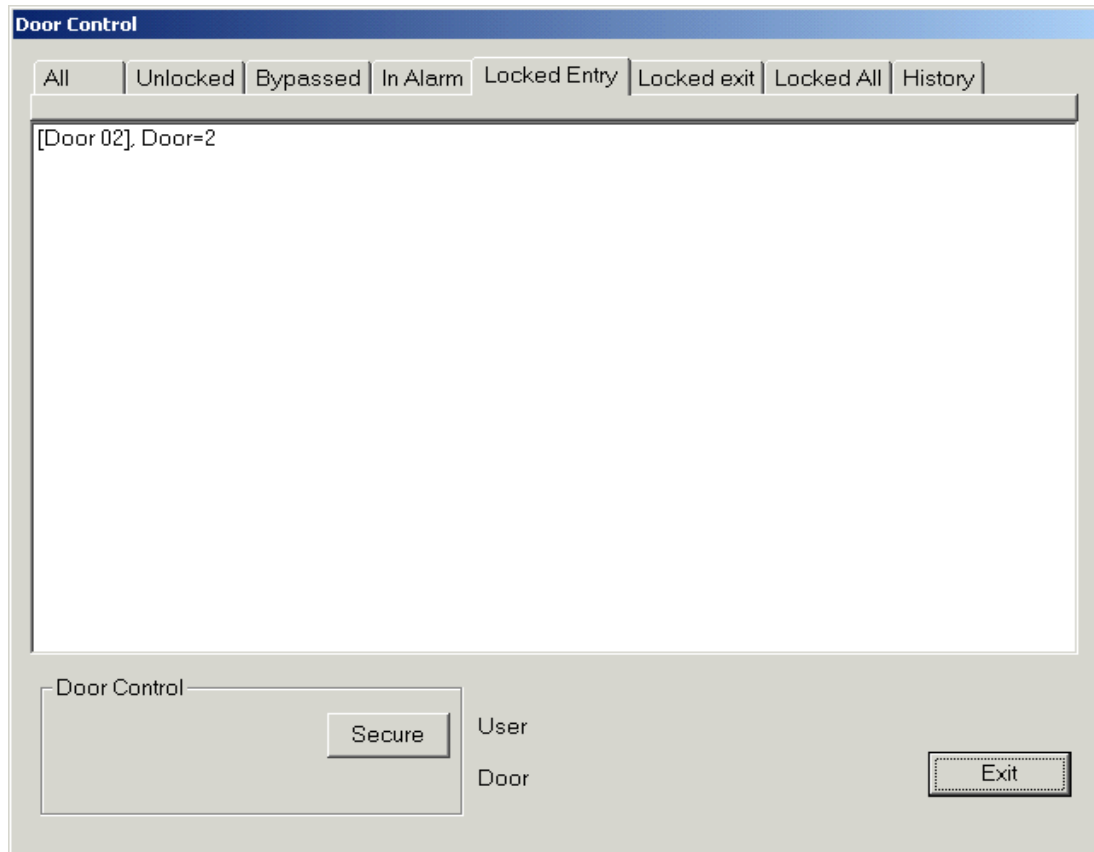 Door Control
All Unlocked Bypassed In Alarm Locked Entry Locked exit Locked All History
[Door 02], Door=2
Door Control
Secure
User
Door
Exit